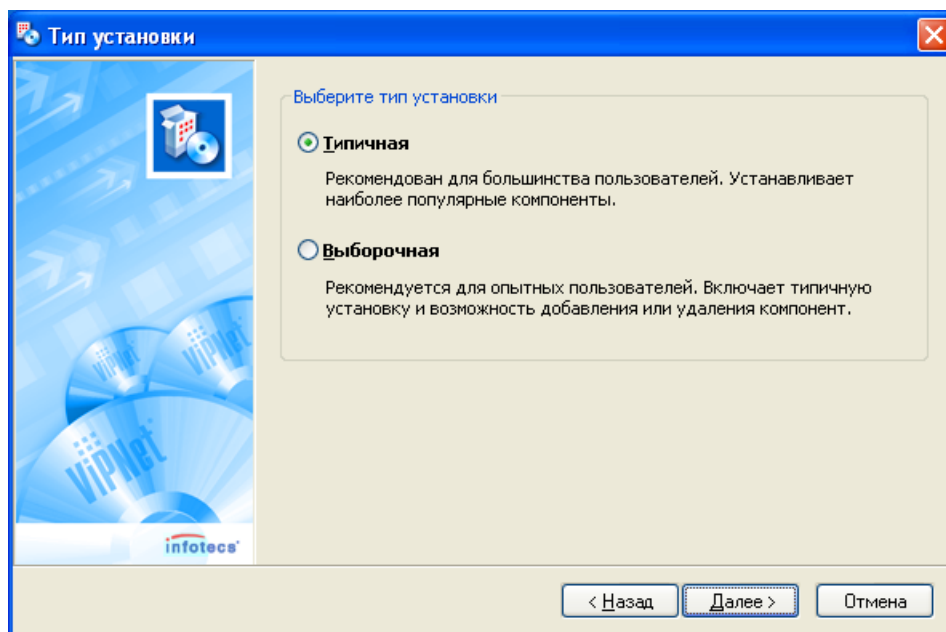 Тип установки
Выберите тип установки
Типичная
Рекомендован для большинства пользователей. Устанавливает
наиболее популярные компоненты.
Выборочная
Рекомендуется для опытных пользователей. Включает типичную
установку и возможность добавления или удаления компонент.
ViPNet
ViPNet
ViPNet
infotecs
< Назад
Далее >
Отмена